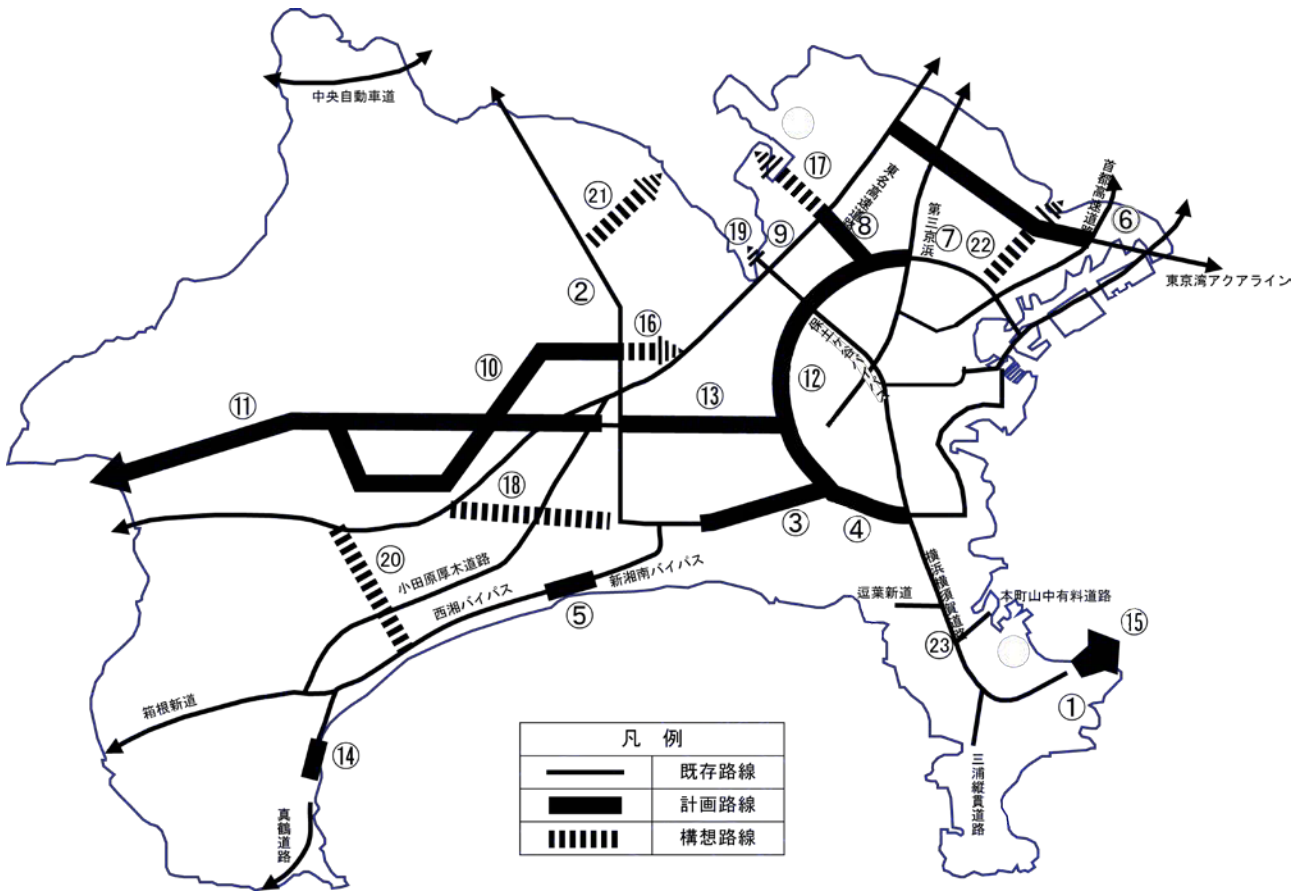 中央自動車道
⑰
⑲
⑨
東名高速道路
⑧
第三京浜
⑦
㉒
首都高速道路
⑥
東京湾アクアライン
㉑
②
⑯
⑩
⑪
⑬
⑫
保土ヶ谷バイパス
⑱
③
④
⑳
小田原厚木道路
西湘バイパス
新湘南バイパス
⑤
横浜横須賀道路
逗葉新道
本町山中有料道路
㉓
⑮
①
三浦縦貫道路
箱根新道
⑭
真鶴道路
凡 例
既存路線
計画路線
構想路線